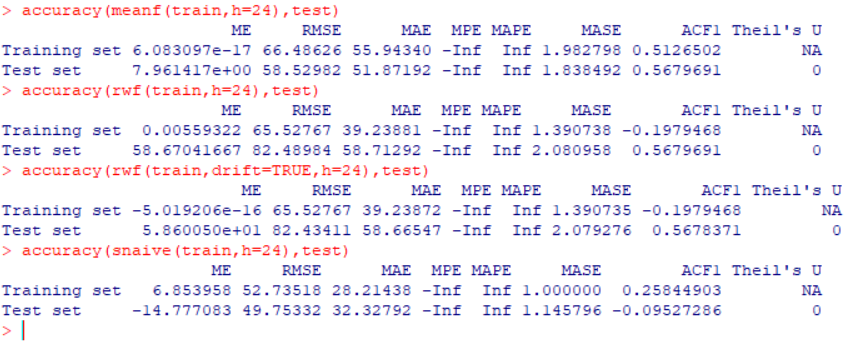 > accuracy(meanf(train,h=24),test)
ME RMSE MAE MPE MAPE MASE ACF1 Theil's U
Training set 6.083097e-17 66.48626 55.94340 -Inf Inf 1.982798 0.5126502 NA
Test set 7.961417e+00 58.52982 51.87192 -Inf Inf 1.838492 0.5679691 0
> accuracy(rwf(train,h=24),test)
ME RMSE MAE MPE MAPE MASE ACF1 Theil's U
Training set 0.00559322 65.52767 39.23881 -Inf Inf 1.390738 -0.1979468 NA
Test set 58.67041667 82.48984 58.71292 -Inf Inf 2.080958 0.5679691 0
> accuracy(rwf(train,drift=TRUE,h=24),test)
ME RMSE MAE MPE MAPE MASE ACF1 Theil's U
Training set -5.019206e-16 65.52767 39.23872 -Inf Inf 1.390735 -0.1979468 NA
Test set 5.860050e+01 82.43411 58.66547 -Inf Inf 2.079276 0.5678371 0
> accuracy(snaive(train,h=24),test)
ME RMSE MAE MPE MAPE MASE ACF1 Theil's U
Training set 6.853958 52.73518 28.21438 -Inf Inf 1.000000 0.25844903 NA
Test set -14.777083 49.75332 32.32792 -Inf Inf 1.145796 -0.09527286 0
>